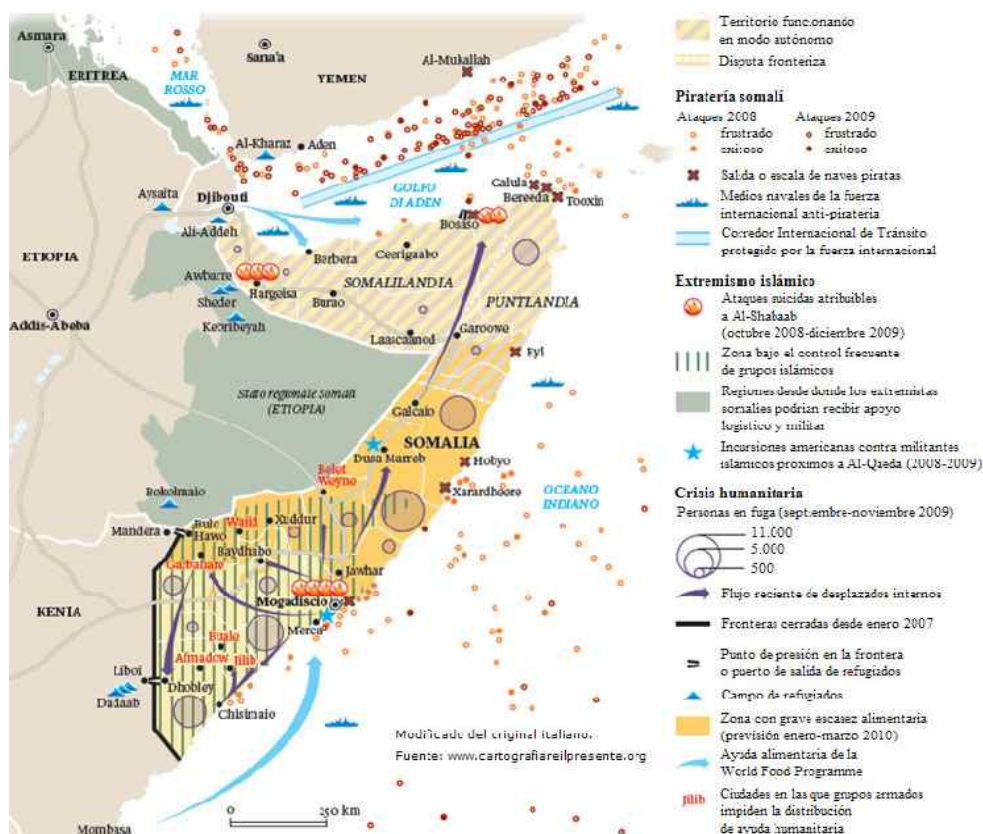 Asmara
ERITREA
MAR
ROSSO
Sana'a
YEMEN
Al-Mukallah
Al-Kharaz
Aden
Aysaita
Djibouti
GOLFO
DI ADEN
Calula
Bereeda
Tooxin
Bosaso
Ali-Addeh
ETIOPIA
Berbera
Ceerigaabo
Awbarre
Hargeisa
SOMALILANDIA
Sheder
Burao
PUNTLANDIA
Addis-Abeba
Kebribeyah
Laascaanood
Garoowe
Eyl
Stato regionale Somali
(ETIOPIA)
Galcaio
SOMALIA
Dusa Marreb
Hobyo
Belet
Weyne
Xarardheere
OCEANO
INDIANO
Bokolmaio
Mandera
Bulo
Hawo
Wajid
Xuddur
Garbahare
Baydhabo
Jawhar
KENIA
Mogadiscio
Merca
Buale
Afmadow
Jilib
Liboi
Dhobley
Dadaab
Chisimaio
Mombasa
0
250 km
Modificado del original italiano.
Fuente: www.cartografiareilpresente.org
Territorio funcionando
en modo autónomo
Disputa fronteriza
Piratería somalí
Ataques 2008
Ataques 2009
frustrado
frustrado
exitoso
exitoso
Salida o escala de naves piratas
Medios navales de la fuerza
internacional anti-piratería
Corredor Internacional de Tránsito
protegido por la fuerza internacional
Extremismo islámico
Ataques suicidas atribuibles
a Al-Shabaab
(octubre 2008-diciembre 2009)
Zona bajo el control frecuente
de grupos islámicos
Regiones desde donde los extremistas
somalíes podrían recibir apoyo
logístico y militar
Incursiones americanas contra militantes
islámicos próximos a Al-Qaeda (2008-2009)
Crisis humanitaria
Personas en fuga (septiembre-noviembre 2009)
11.000
5.000
500
Flujo reciente de desplazados internos
Fronteras cerradas desde enero 2007
Punto de presión en la frontera
o puerto de salida de refugiados
Campo de refugiados
Zona con grave escasez alimentaria
(previsión enero-marzo 2010)
Ayuda alimentaria de la
World Food Programme
Jilib
Ciudades en las que grupos armados
impiden la distribución
de ayuda humanitaria